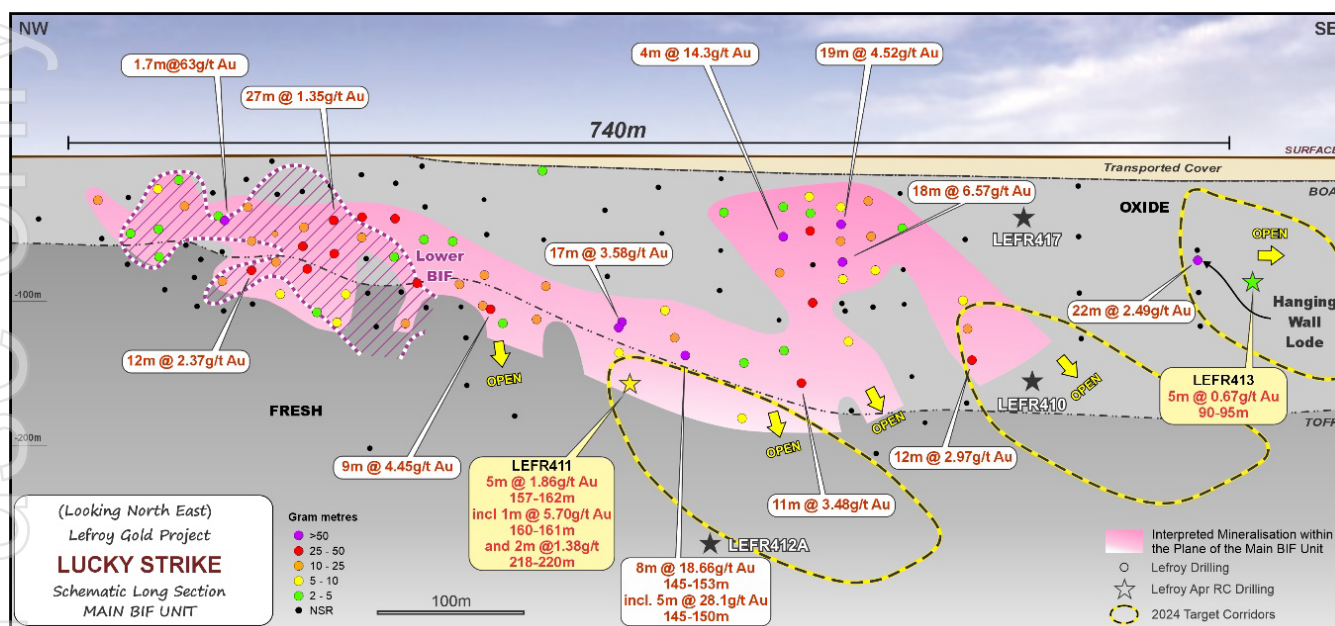 NW
SE
1.7m@63g/t Au
27m @ 1.35g/t Au
4m @ 14.3g/t Au
19m @ 4.52g/t Au
740m
SURFACE
Transported Cover
BOA
18m @ 6.57g/t Au
OXIDE
LEFR417
OPEN
Lower
BIF
17m @ 3.58g/t Au
-100m
22m @ 2.49g/t Au
Hanging
Wall
Lode
12m @ 2.37g/t Au
OPEN
OPEN
LEFR413
5m @ 0.67g/t Au
90-95m
LEFR410
FRESH
OPEN
OPEN
TOFR
-200m
9m @ 4.45g/t Au
12m @ 2.97g/t Au
LEFR411
5m @ 1.86g/t Au
157-162m
incl 1m @ 5.70g/t Au
160-161m
and 2m @1.38g/t
218-220m
11m @ 3.48g/t Au
LEFR412A
8m @ 18.66g/t Au
145-153m
incl. 5m @ 28.1g/t Au
145-150m
(Looking North East)
Lefroy Gold Project
LUCKY STRIKE
Schematic Long Section
MAIN BIF UNIT
Gram metres
>50
25 - 50
10 - 25
5 - 10
2 - 5
NSR
100m
Interpreted Mineralisation within
the Plane of the Main BIF Unit
Lefroy Drilling
Lefroy Apr RC Drilling
2024 Target Corridors